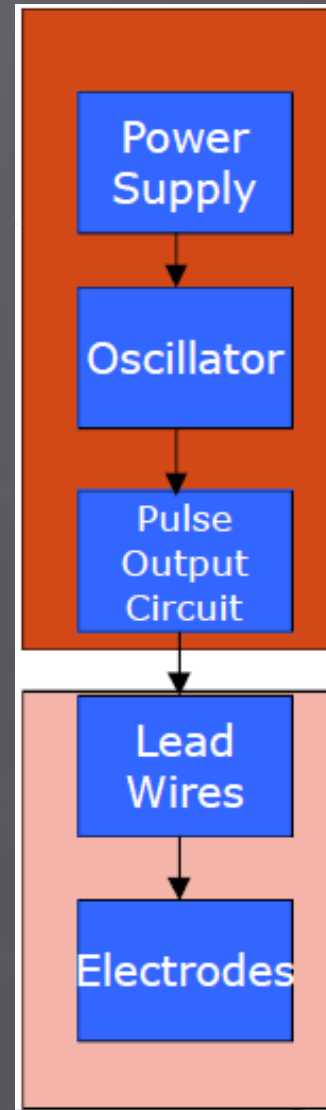 Power
Supply
Oscillator
Pulse
Output
Circuit
Lead
Wires
Electrodes